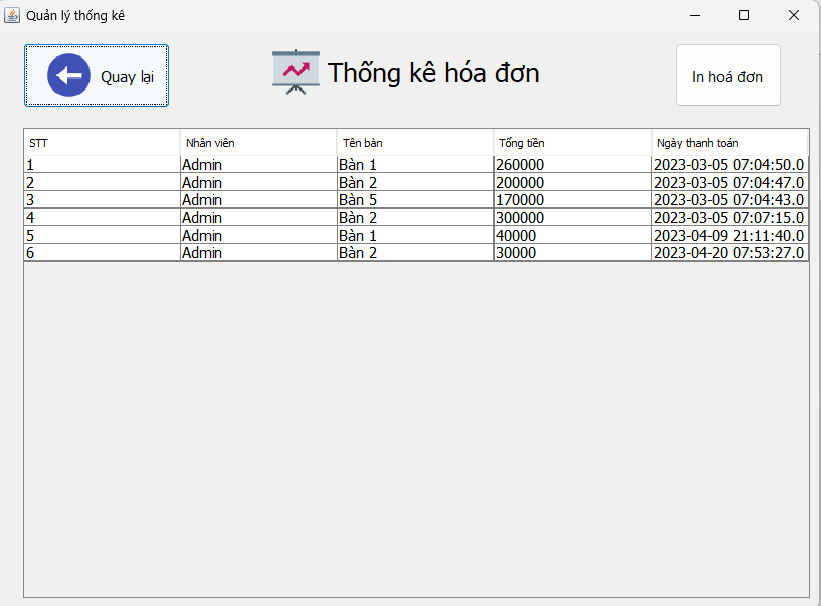 Quản lý thống kê
Quay lại
Thống kê hóa đơn
In hoá đơn
STT Nhân viên Tên bàn Tổng tiền Ngày thanh toán
1 Admin Bàn 1 260000 2023-03-05 07:04:50.0
2 Admin Bàn 2 200000 2023-03-05 07:04:47.0
3 Admin Bàn 5 170000 2023-03-05 07:04:43.0
4 Admin Bàn 2 300000 2023-03-05 07:07:15.0
5 Admin Bàn 1 40000 2023-04-09 21:11:40.0
6 Admin Bàn 2 30000 2023-04-20 07:53:27.0